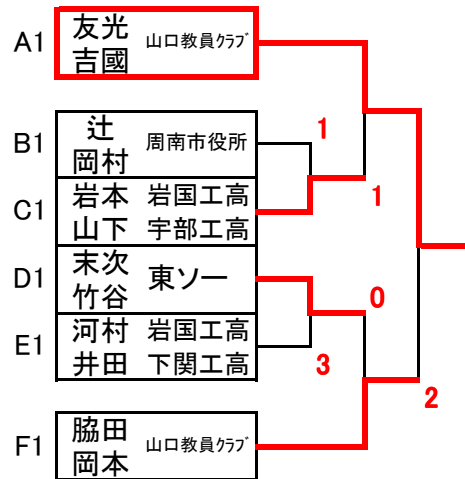 A1 友光 山口教員クラブ
吉國
B1 辻 周南市役所 1
岡村
C1 岩本 岩国工高 1
山下 宇部工高
D1 末次 東ソー 0
竹谷
E1 河村 岩国工高 3
井田 下関工高
2
F1 脇田 山口教員クラブ
岡本